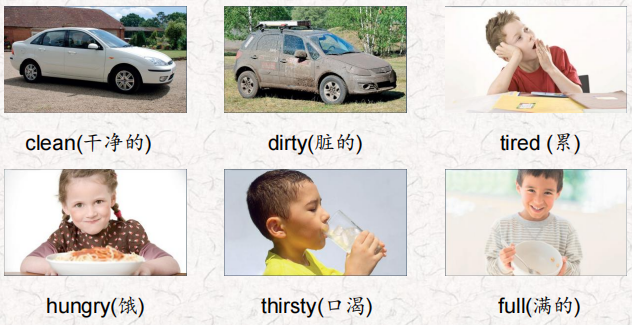 clean(干净的)
dirty(脏的)
tired (累)
hungry(饿)
thirsty(口渴)
full(满的)